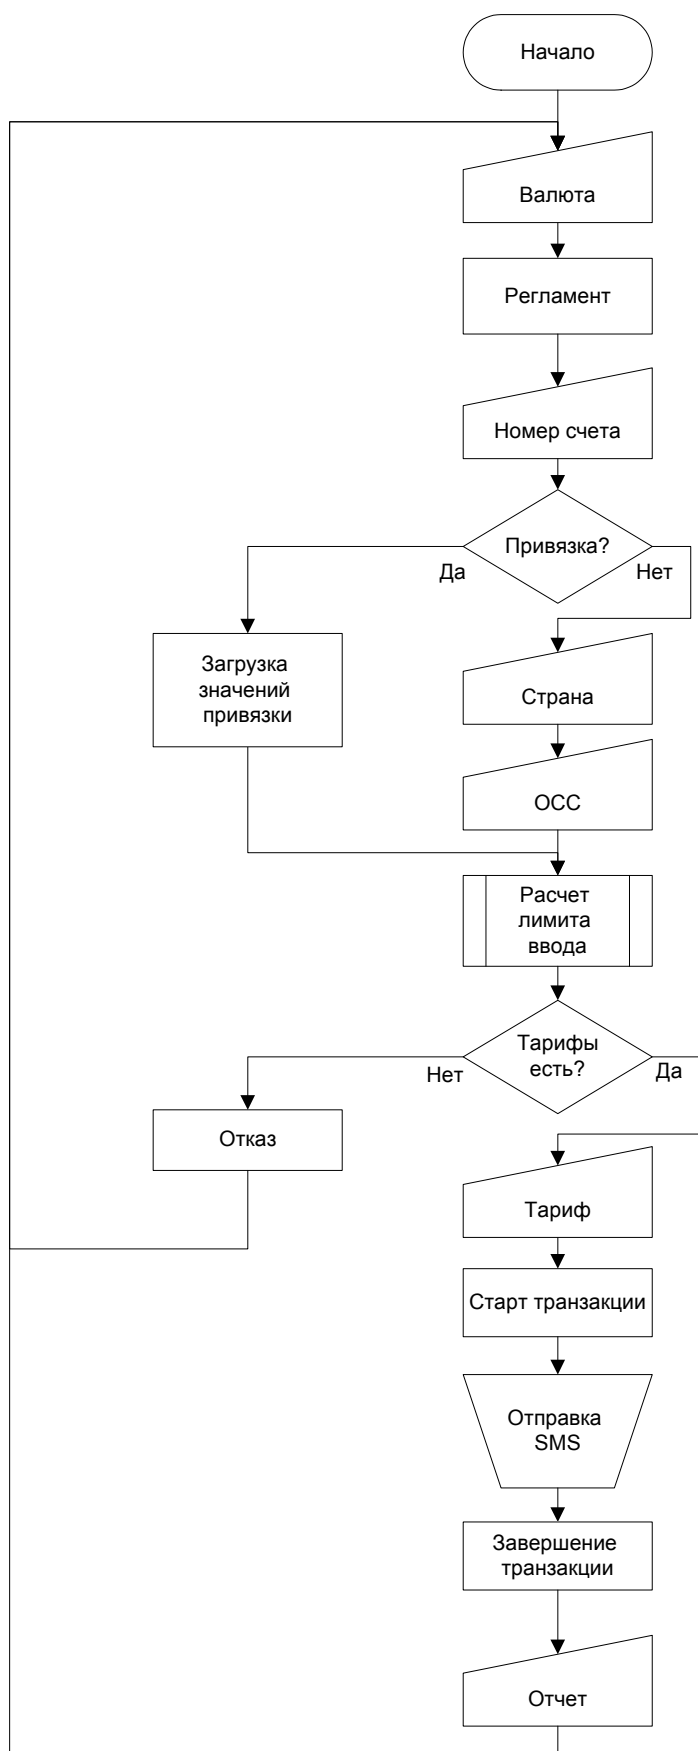 Начало
Валюта
Регламент
Номер счета
Привязка?
Да
Нет
Загрузка
значений
привязки
Страна
ОСС
Расчет
лимита
ввода
Тарифы
есть?
Нет
Да
Отказ
Тариф
Старт транзакции
Отправка
SMS
Завершение
транзакции
Отчет